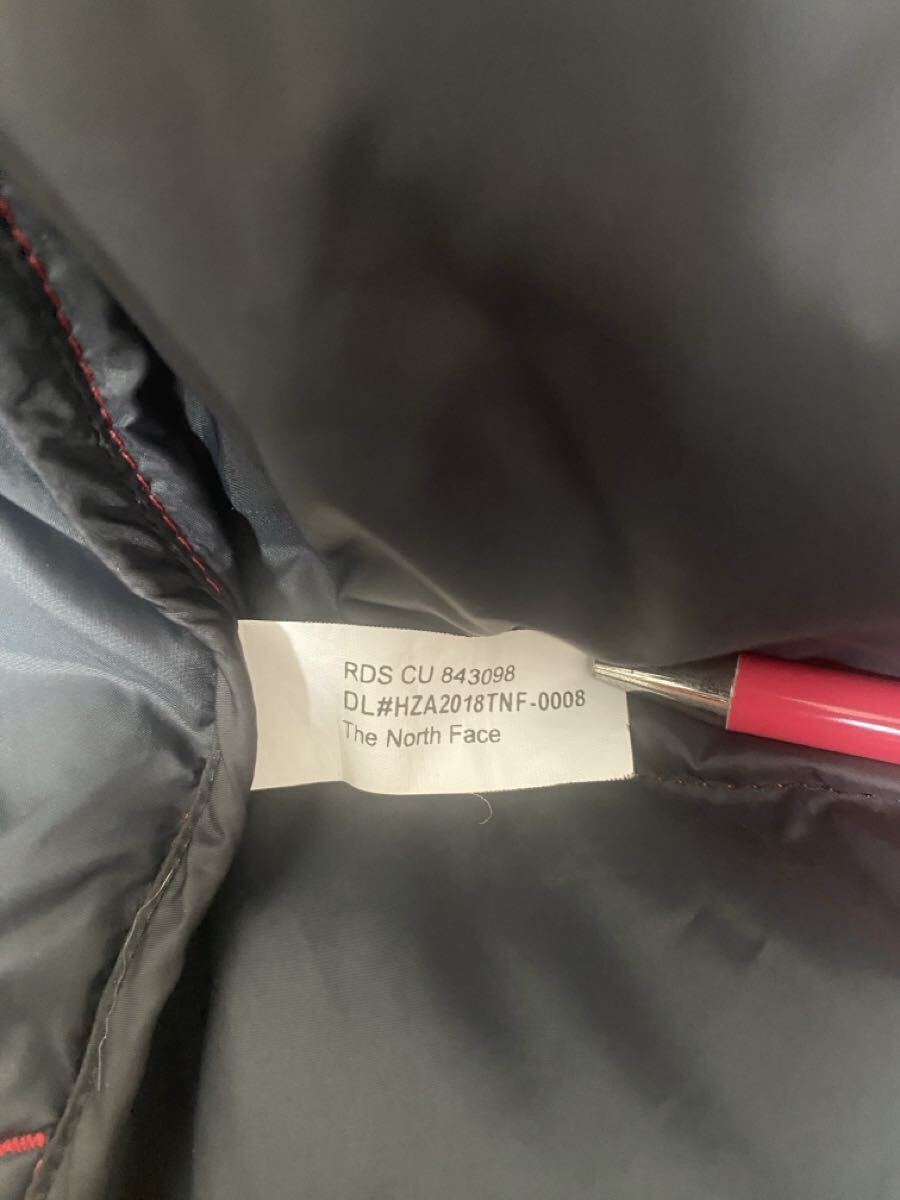 RDS CU 843098
DL#HZA2018TNF-0008
The North Face